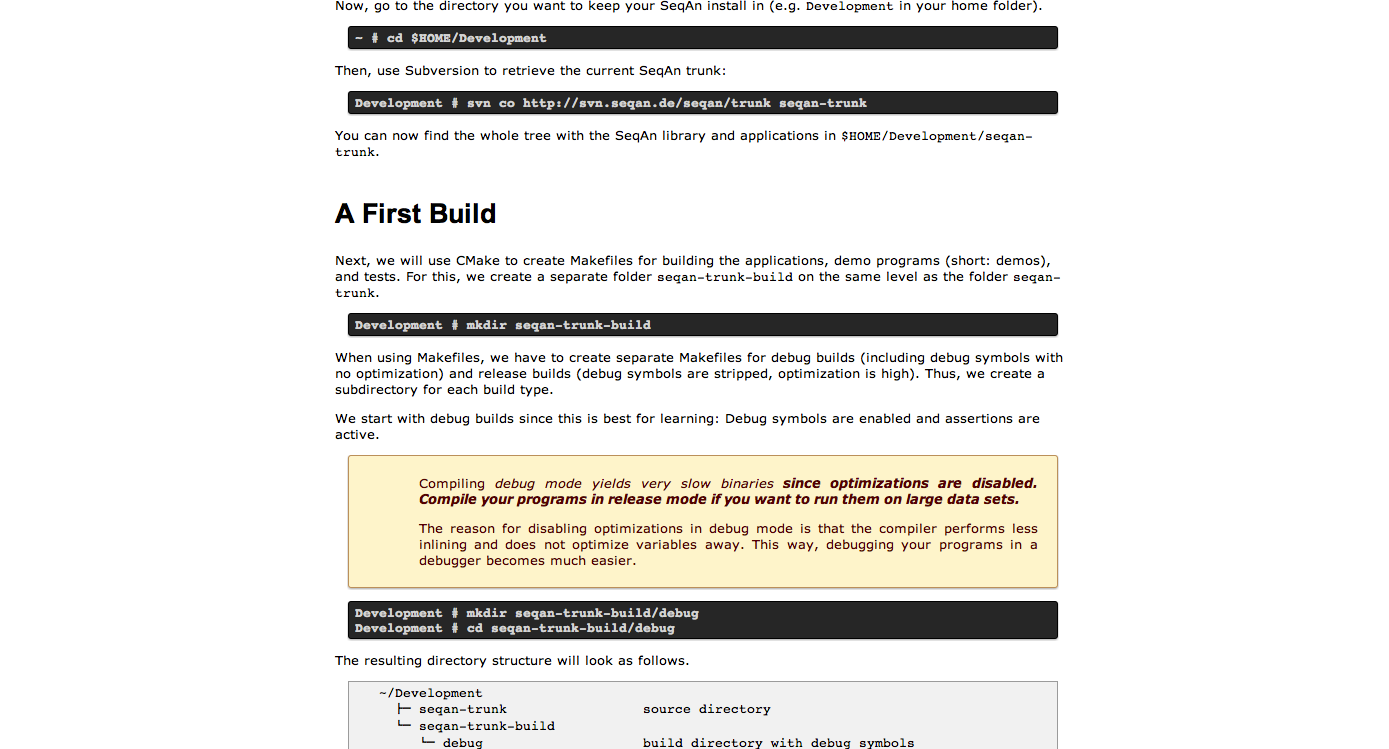 Now, go to the directory you want to keep your SeqAn install in (e.g. Development in your home folder).
~ # cd $HOME/Development
Then, use Subversion to retrieve the current SeqAn trunk:
Development # svn co http://svn.seqan.de/seqan/trunk seqan-trunk
You can now find the whole tree with the SeqAn library and applications in $HOME/Development/seqan-
trunk.
A First Build
Next, we will use CMake to create Makefiles for building the applications, demo programs (short: demos),
and tests. For this, we create a separate folder seqan-trunk-build on the same level as the folder seqan-
trunk.
Development # mkdir seqan-trunk-build
When using Makefiles, we have to create separate Makefiles for debug builds (including debug symbols with
no optimization) and release builds (debug symbols are stripped, optimization is high). Thus, we create a
subdirectory for each build type.
We start with debug builds since this is best for learning: Debug symbols are enabled and assertions are
active.
Compiling debug mode yields very slow binaries since optimizations are disabled.
Compile your programs in release mode if you want to run them on large data sets.
The reason for disabling optimizations in debug mode is that the compiler performs less
inlining and does not optimize variables away. This way, debugging your programs in a
debugger becomes much easier.
Development # mkdir seqan-trunk-build/debug
Development # cd seqan-trunk-build/debug
The resulting directory structure will look as follows.
~/Development
├─ seqan-trunk source directory
└─ seqan-trunk-build
└─ debug build directory with debug symbols